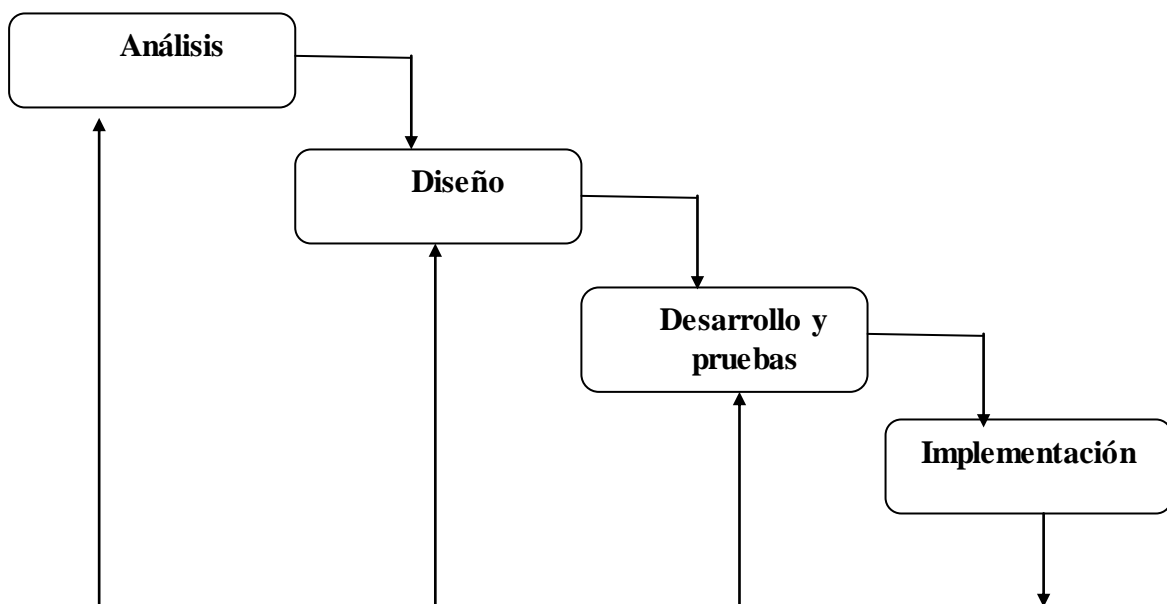 Análisis
Diseño
Desarrollo y
pruebas
Implementación